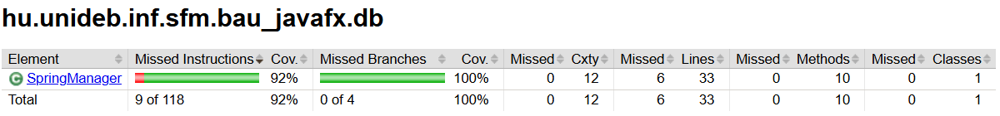 hu.unideb.inf.sfm.bau_javafx.db
Element Missed Instructions Cov. Missed Branches Cov. Missed Cxty Missed Lines Missed Methods Missed Classes
C SpringManager 92% 100% 0 12 6 33 0 10 0 1
Total 9 of 118 92% 0 of 4 100% 0 12 6 33 0 10 0 1